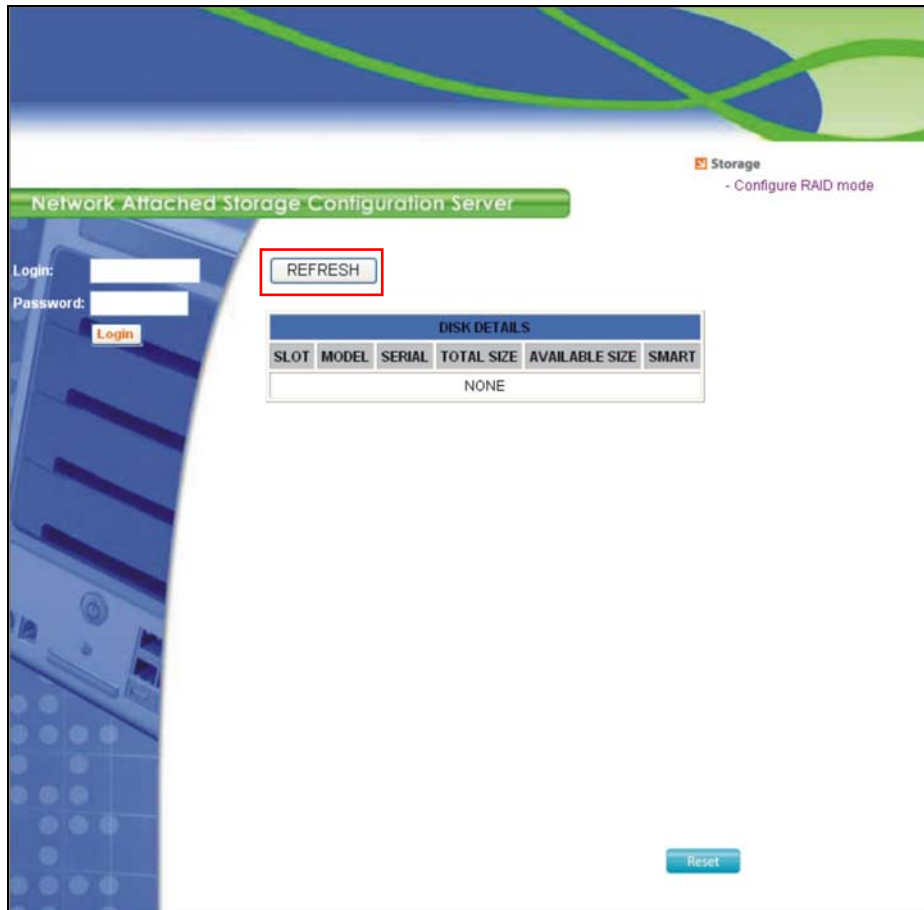 Storage
- Configure RAID mode
Network Attached Storage Configuration Server
Login:
Password:
Login
REFRESH
DISK DETAILS
SLOT MODEL SERIAL TOTAL SIZE AVAILABLE SIZE SMART
NONE
Reset